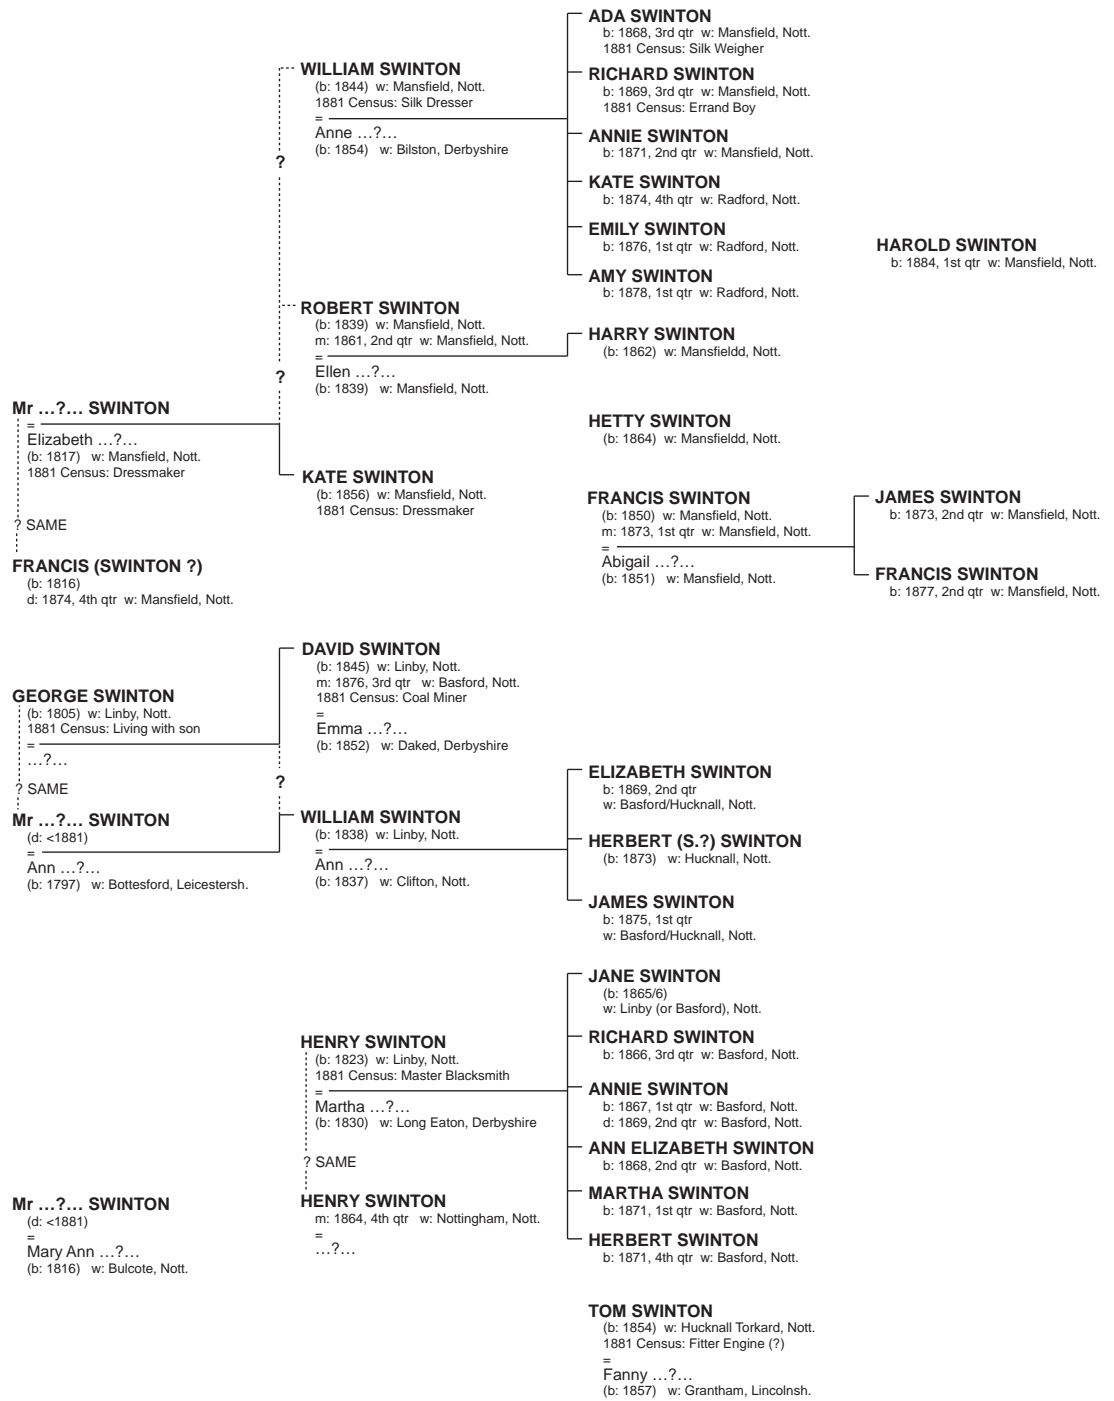 ADA SWINTON
b: 1868, 3rd qtr w: Mansfield, Nott.
1881 Census: Silk Weigher
WILLIAM SWINTON
(b: 1844) w: Mansfield, Nott.
1881 Census: Silk Dresser
=
Anne …?…
(b: 1854) w: Bilston, Derbyshire
RICHARD SWINTON
b: 1869, 3rd qtr w: Mansfield, Nott.
1881 Census: Errand Boy
ANNIE SWINTON
b: 1871, 2nd qtr w: Mansfield, Nott.
?
KATE SWINTON
b: 1874, 4th qtr w: Radford, Nott.
EMILY SWINTON
b: 1876, 1st qtr w: Radford, Nott.
HAROLD SWINTON
b: 1884, 1st qtr w: Mansfield, Nott.
AMY SWINTON
b: 1878, 1st qtr w: Radford, Nott.
ROBERT SWINTON
(b: 1839) w: Mansfield, Nott.
m: 1861, 2nd qtr w: Mansfield, Nott.
=
Ellen …?…
(b: 1839) w: Mansfield, Nott.
HARRY SWINTON
(b: 1862) w: Mansfieldd, Nott.
?
Mr …?… SWINTON
=
Elizabeth …?…
(b: 1817) w: Mansfield, Nott.
1881 Census: Dressmaker
HETTY SWINTON
(b: 1864) w: Mansfieldd, Nott.
KATE SWINTON
(b: 1856) w: Mansfield, Nott.
1881 Census: Dressmaker
FRANCIS SWINTON
(b: 1850) w: Mansfield, Nott.
m: 1873, 1st qtr w: Mansfield, Nott.
=
Abigail …?…
(b: 1851) w: Mansfield, Nott.
JAMES SWINTON
b: 1873, 2nd qtr w: Mansfield, Nott.
? SAME
FRANCIS (SWINTON ?)
(b: 1816)
d: 1874, 4th qtr w: Mansfield, Nott.
FRANCIS SWINTON
b: 1877, 2nd qtr w: Mansfield, Nott.
DAVID SWINTON
(b: 1845) w: Linby, Nott.
m: 1876, 3rd qtr w: Basford, Nott.
1881 Census: Coal Miner
=
Emma …?…
(b: 1852) w: Daked, Derbyshire
GEORGE SWINTON
(b: 1805) w: Linby, Nott.
1881 Census: Living with son
=
…?…
? SAME
?
Mr …?… SWINTON
(d: <1881)
=
Ann …?…
(b: 1797) w: Bottesford, Leicestersh.
WILLIAM SWINTON
(b: 1838) w: Linby, Nott.
=
Ann …?…
(b: 1837) w: Clifton, Nott.
ELIZABETH SWINTON
b: 1869, 2nd qtr
w: Basford/Hucknall, Nott.
HERBERT (S.?) SWINTON
(b: 1873) w: Hucknall, Nott.
JAMES SWINTON
b: 1875, 1st qtr
w: Basford/Hucknall, Nott.
JANE SWINTON
(b: 1865/6)
w: Linby (or Basford), Nott.
HENRY SWINTON
(b: 1823) w: Linby, Nott.
1881 Census: Master Blacksmith
=
Martha …?…
(b: 1830) w: Long Eaton, Derbyshire
RICHARD SWINTON
b: 1866, 3rd qtr w: Basford, Nott.
ANNIE SWINTON
b: 1867, 1st qtr w: Basford, Nott.
d: 1869, 2nd qtr w: Basford, Nott.
ANN ELIZABETH SWINTON
b: 1868, 2nd qtr w: Basford, Nott.
? SAME
MARTHA SWINTON
b: 1871, 1st qtr w: Basford, Nott.
Mr …?… SWINTON
(d: <1881)
=
Mary Ann …?…
(b: 1816) w: Bulcote, Nott.
HENRY SWINTON
m: 1864, 4th qtr w: Nottingham, Nott.
=
…?…
HERBERT SWINTON
b: 1871, 4th qtr w: Basford, Nott.
TOM SWINTON
(b: 1854) w: Hucknall Torkard, Nott.
1881 Census: Fitter Engine (?)
=
Fanny …?…
(b: 1857) w: Grantham, Lincolnsh.